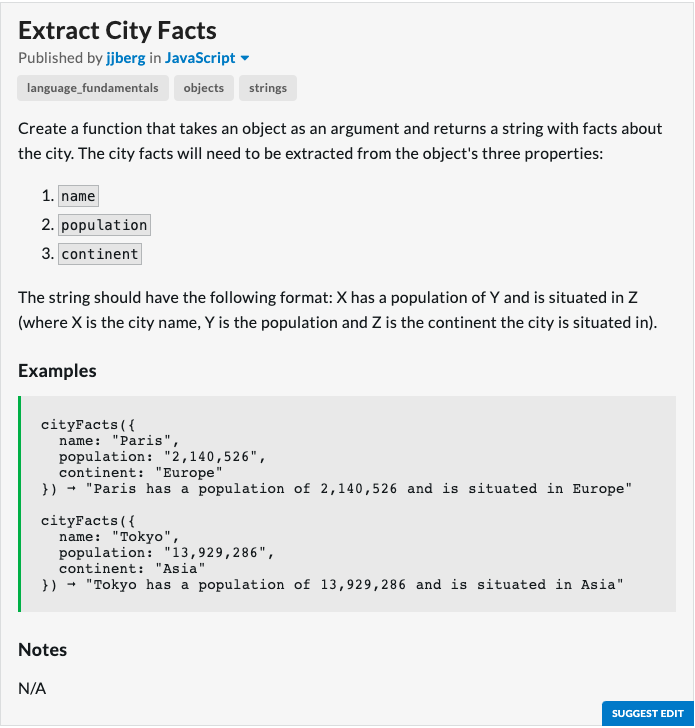 Extract City Facts
Published by jjberg in JavaScript
language_fundamentals objects strings
Create a function that takes an object as an argument and returns a string with facts about
the city. The city facts will need to be extracted from the object's three properties:
1. name
2. population
3. continent
The string should have the following format: X has a population of Y and is situated in Z
(where X is the city name, Y is the population and Z is the continent the city is situated in).
Examples
cityFacts({
  name: "Paris",
  population: "2,140,526",
  continent: "Europe"
}) → "Paris has a population of 2,140,526 and is situated in Europe"
cityFacts({
  name: "Tokyo",
  population: "13,929,286",
  continent: "Asia"
}) → "Tokyo has a population of 13,929,286 and is situated in Asia"
Notes
N/A
SUGGEST EDIT